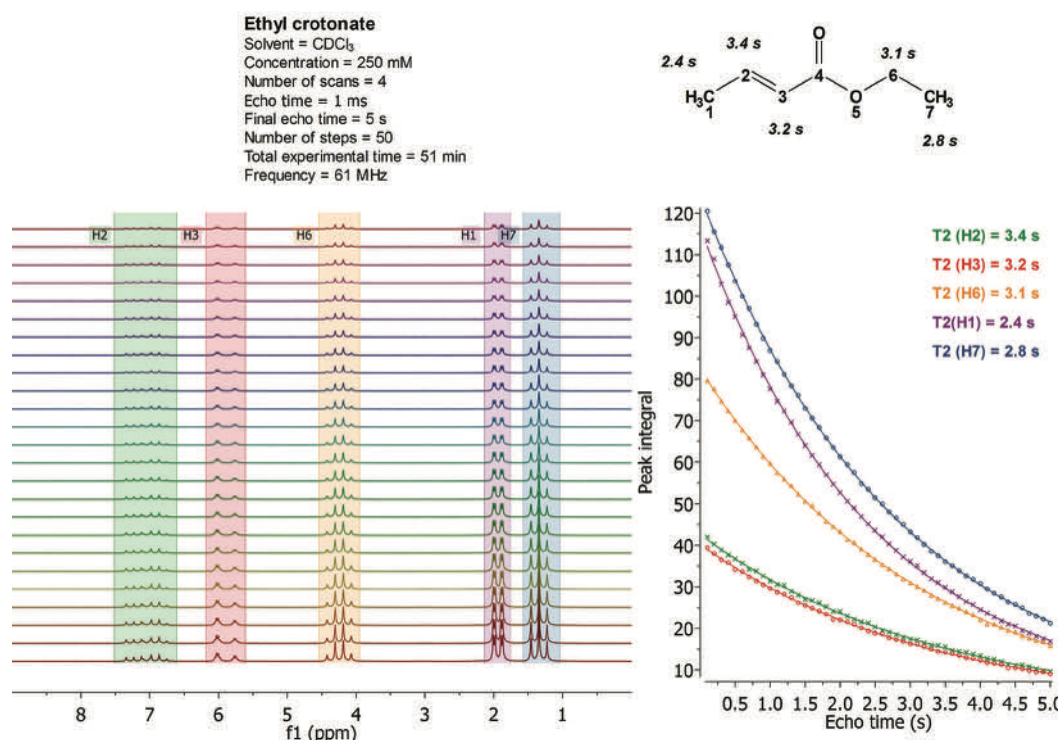 Ethyl crotonate
Solvent = CDCl₃
Concentration = 250 mM
Number of scans = 4
Echo time = 1 ms
Final echo time = 5 s
Number of steps = 50
Total experimental time = 51 min
Frequency = 61 MHz
O
3.4 s
3.1 s
2.4 s
2
4
6
H₃C
3
O
CH₃
1
5
7
3.2 s
2.8 s
H2
H3
H6
H1
H7
8 7 6 5 4 3 2 1
f1 (ppm)
120
110
100
90
80
70
60
50
40
30
20
10
Peak integral
T2 (H2) = 3.4 s
T2 (H3) = 3.2 s
T2 (H6) = 3.1 s
T2(H1) = 2.4 s
T2 (H7) = 2.8 s
0.5 1.0 1.5 2.0 2.5 3.0 3.5 4.0 4.5 5.0
Echo time (s)